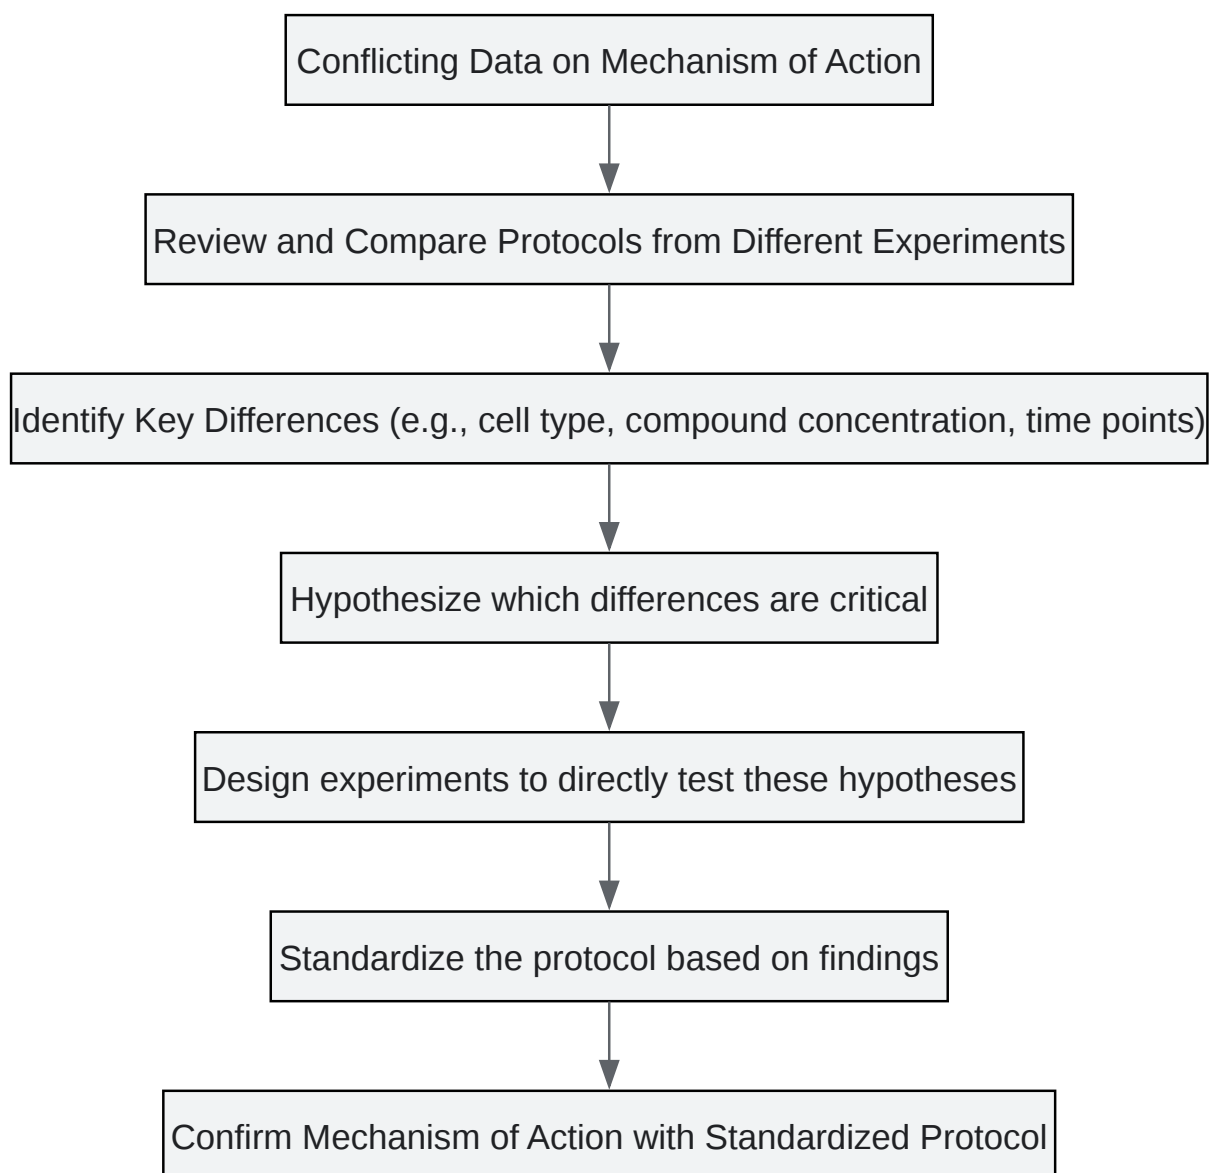 Conflicting Data on Mechanism of Action
Review and Compare Protocols from Different Experiments
Identify Key Differences (e.g., cell type, compound concentration, time points)
Hypothesize which differences are critical
Design experiments to directly test these hypotheses
Standardize the protocol based on findings
Confirm Mechanism of Action with Standardized Protocol